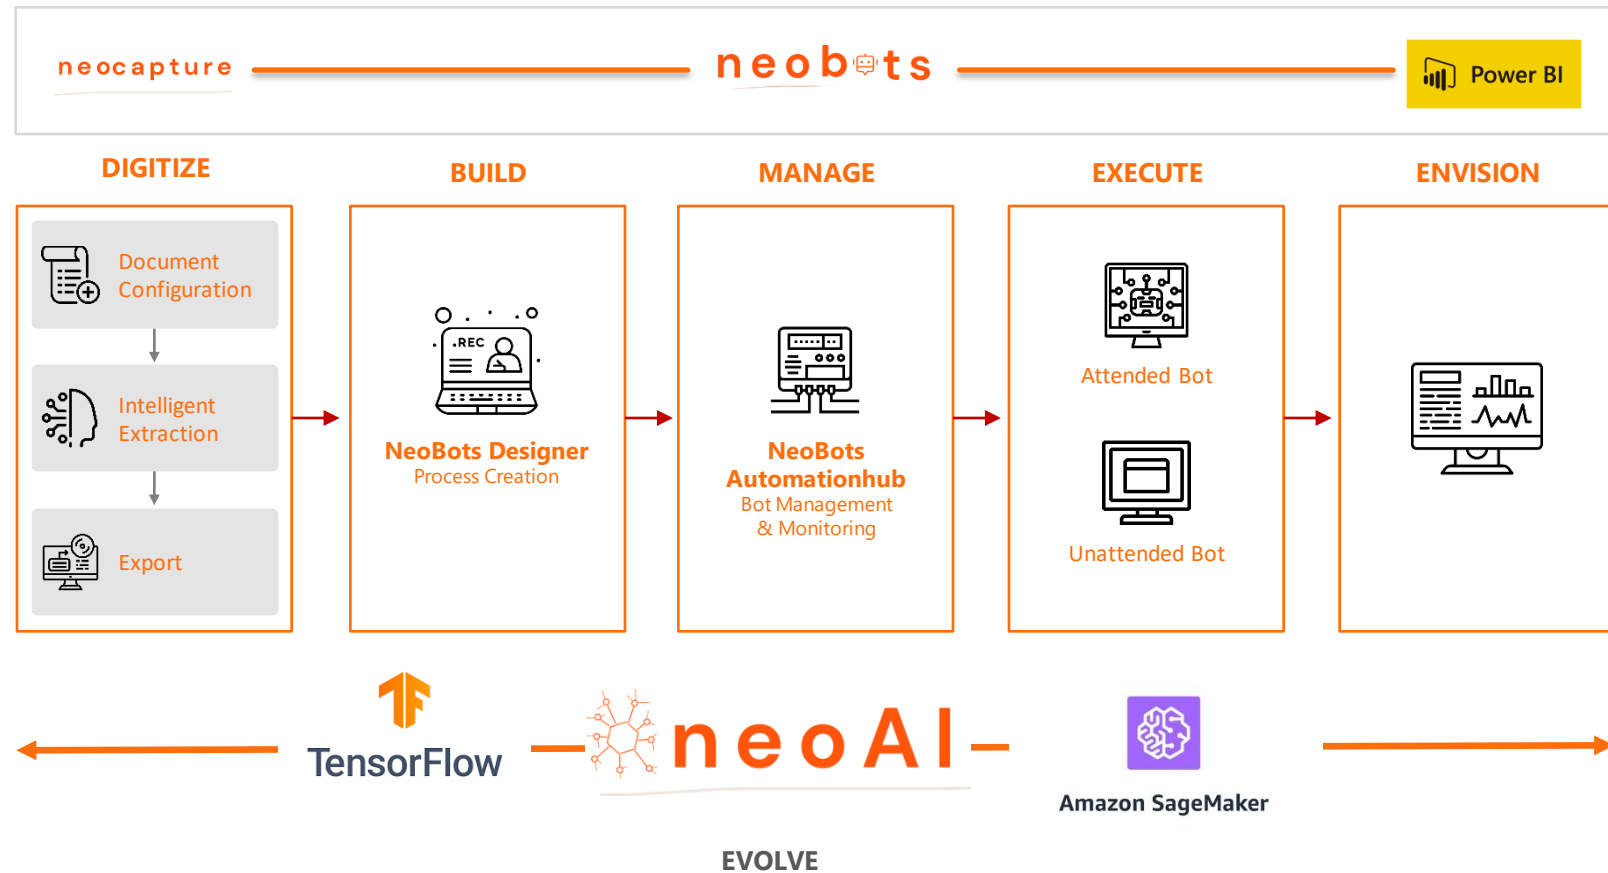 neocapture
neobots
Power BI
DIGITIZE
BUILD
MANAGE
EXECUTE
ENVISION
Document
Configuration
Intelligent
Extraction
Export
.REC
NeoBots Designer
Process Creation
NeoBots
Automationhub
Bot Management
& Monitoring
Attended Bot
Unattended Bot
TensorFlow
neoAI
Amazon SageMaker
EVOLVE